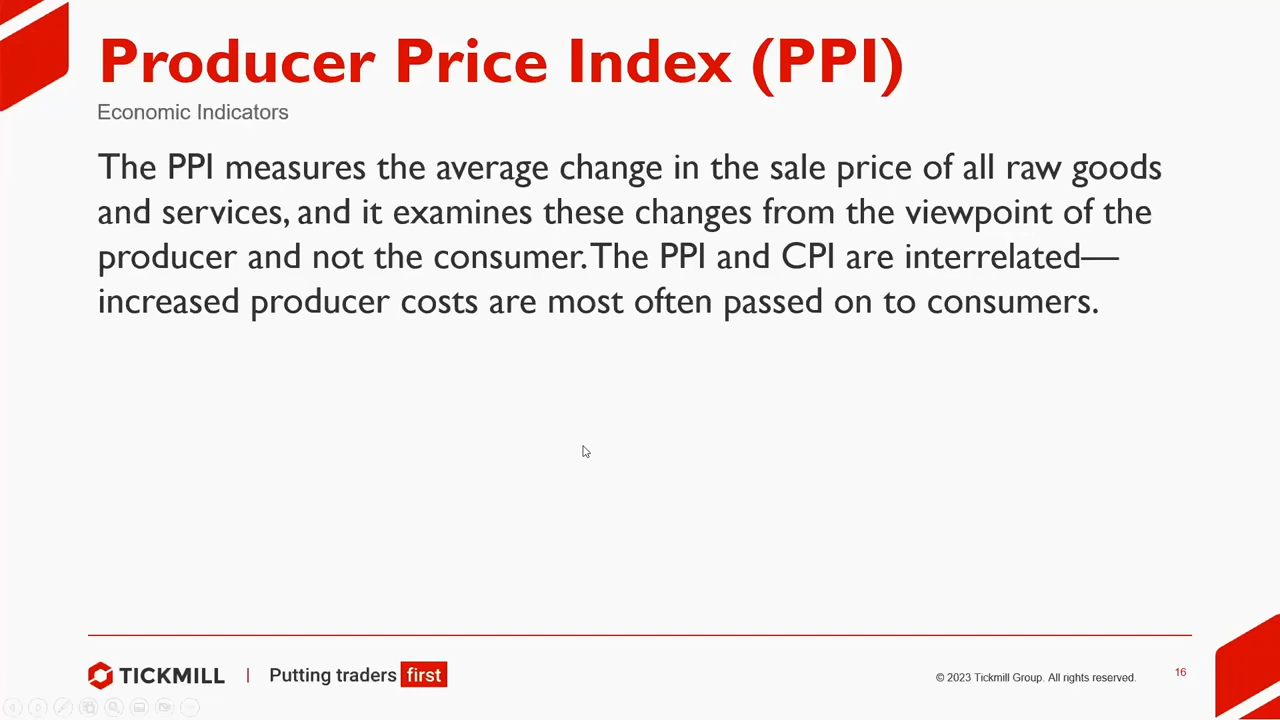 Producer Price Index (PPI)
Economic Indicators
The PPI measures the average change in the sale price of all raw goods
and services, and it examines these changes from the viewpoint of the
producer and not the consumer. The PPI and CPI are interrelated—
increased producer costs are most often passed on to consumers.
TICKMILL | Putting traders first
© 2023 Tickmill Group. All rights reserved.
16